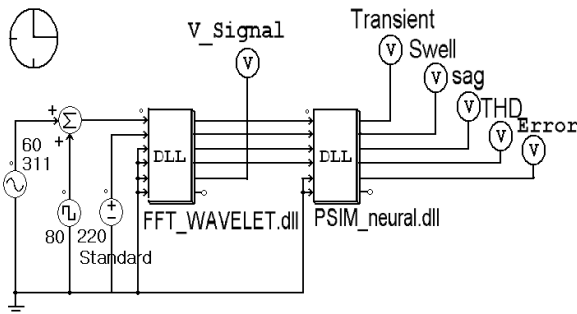 Transient
V_Signal
V
Swell
V
sag
V
V
THD
V
Error
V
Σ
60
311
DLL
DLL
80
220
Standard
FFT_WAVELET.dll
PSIM_neural.dll